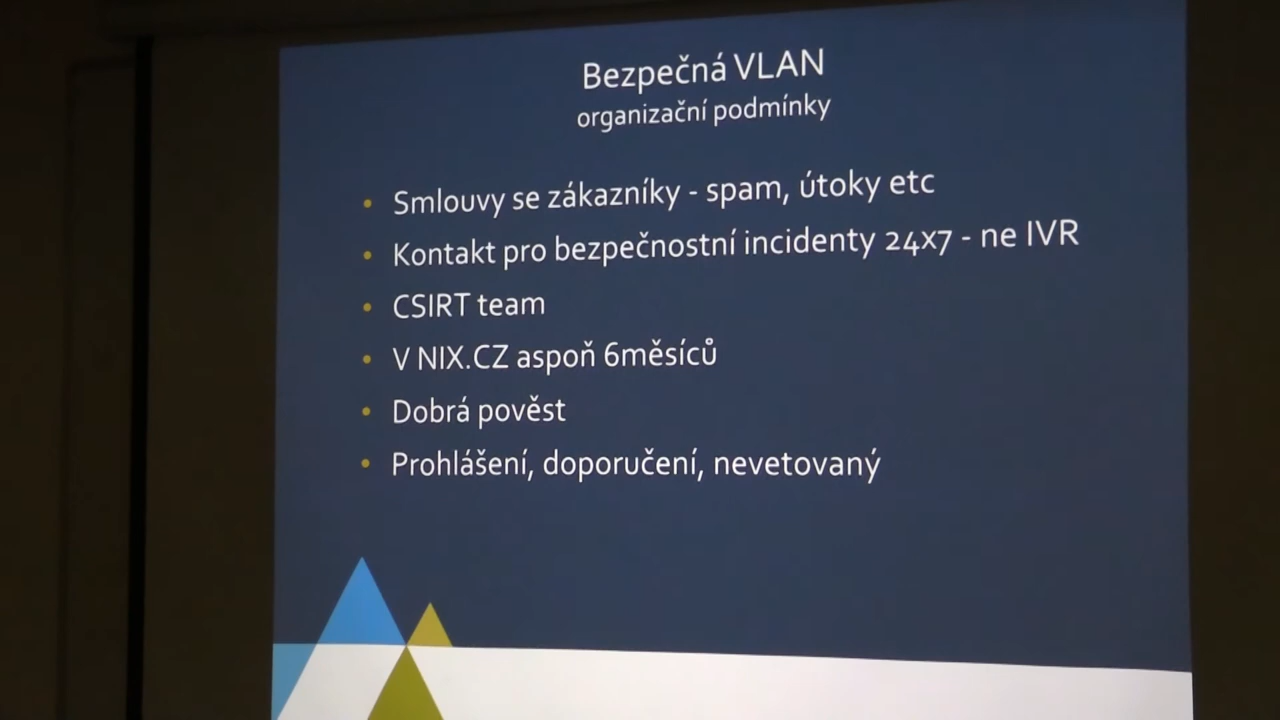 Bezpečná VLAN
organizační podmínky
• Smlouvy se zákazníky - spam, útoky etc
• Kontakt pro bezpečnostní incidenty 24x7 - ne IVR
• CSIRT team
• V NIX.CZ aspoň 6měsíců
• Dobrá pověst
• Prohlášení, doporučení, nevetovaný